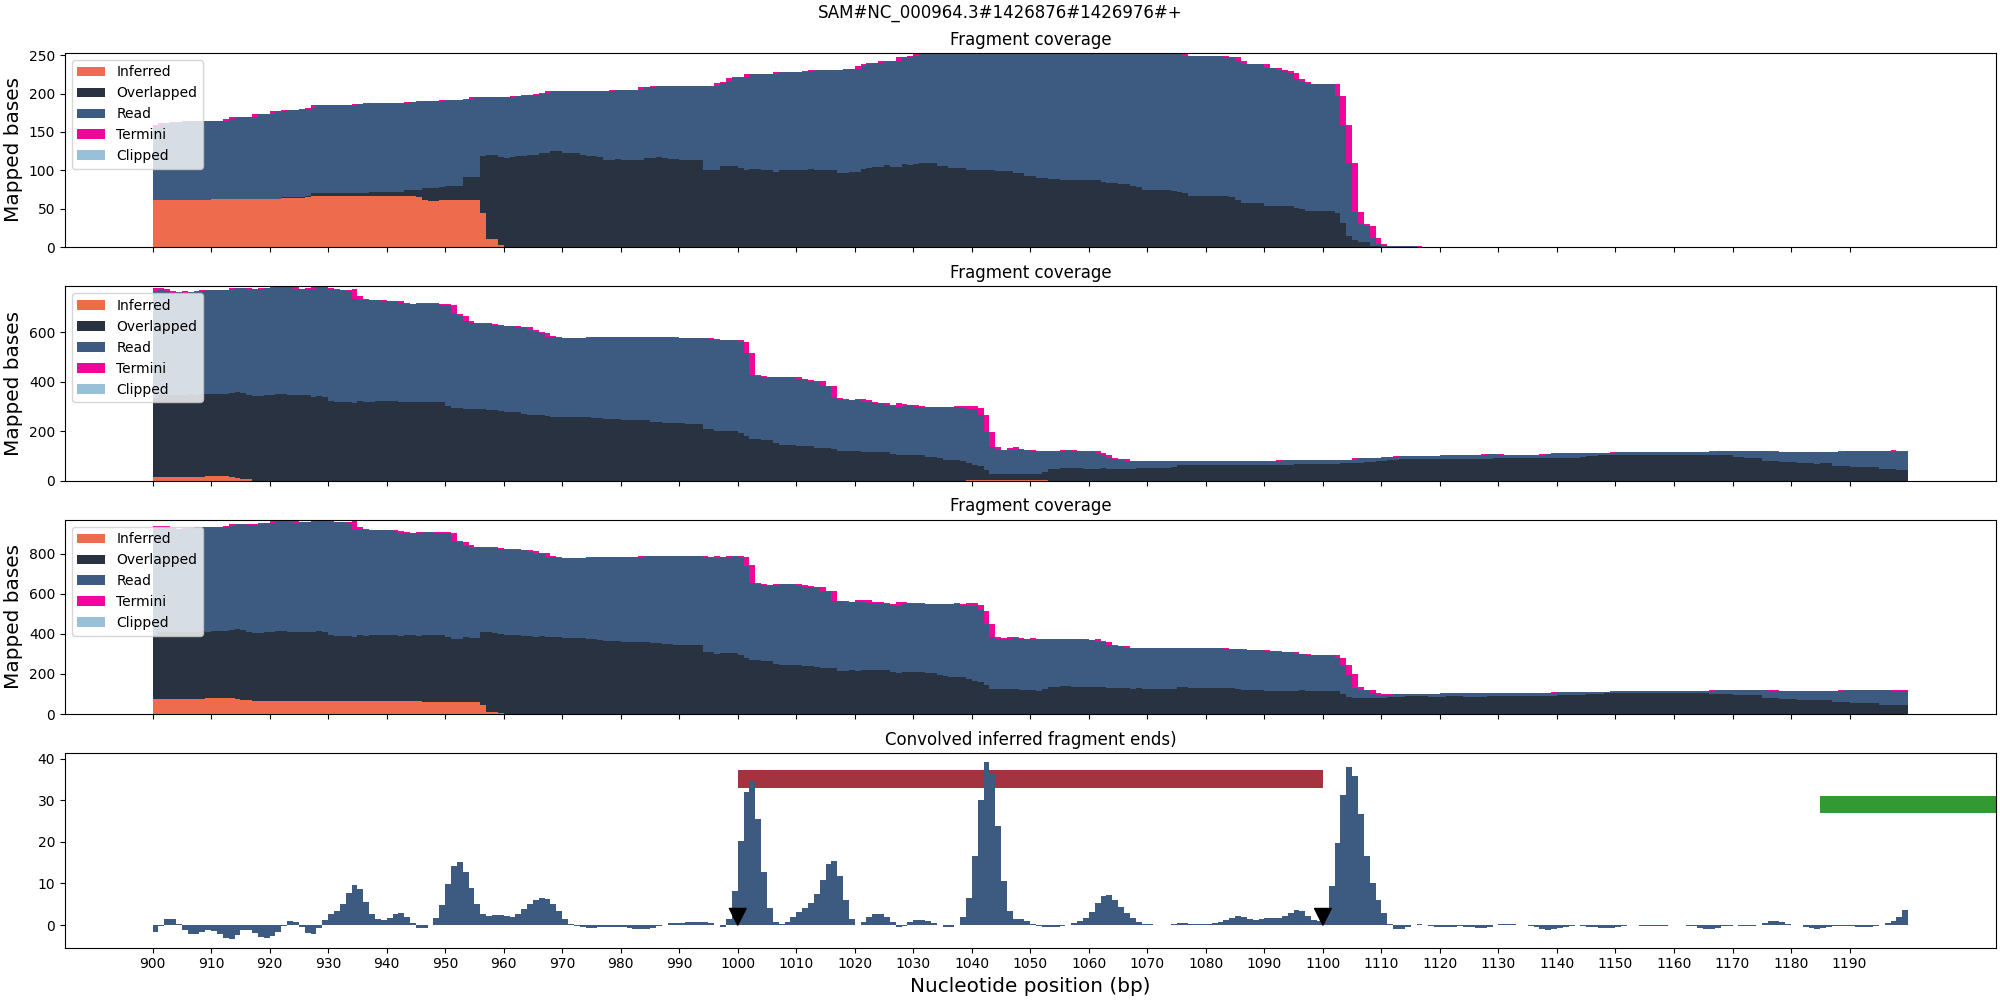 SAM#NC_000964.3#1426876#1426976#+
Fragment coverage
Mapped bases
250
200
150
100
50
0
Inferred
Overlapped
Read
Termini
Clipped
Fragment coverage
Mapped bases
600
400
200
0
Inferred
Overlapped
Read
Termini
Clipped
Fragment coverage
Mapped bases
800
600
400
200
0
Inferred
Overlapped
Read
Termini
Clipped
Convolved inferred fragment ends)
40
30
20
10
0
900 910 920 930 940 950 960 970 980 990 1000 1010 1020 1030 1040 1050 1060 1070 1080 1090 1100 1110 1120 1130 1140 1150 1160 1170 1180 1190
Nucleotide position (bp)